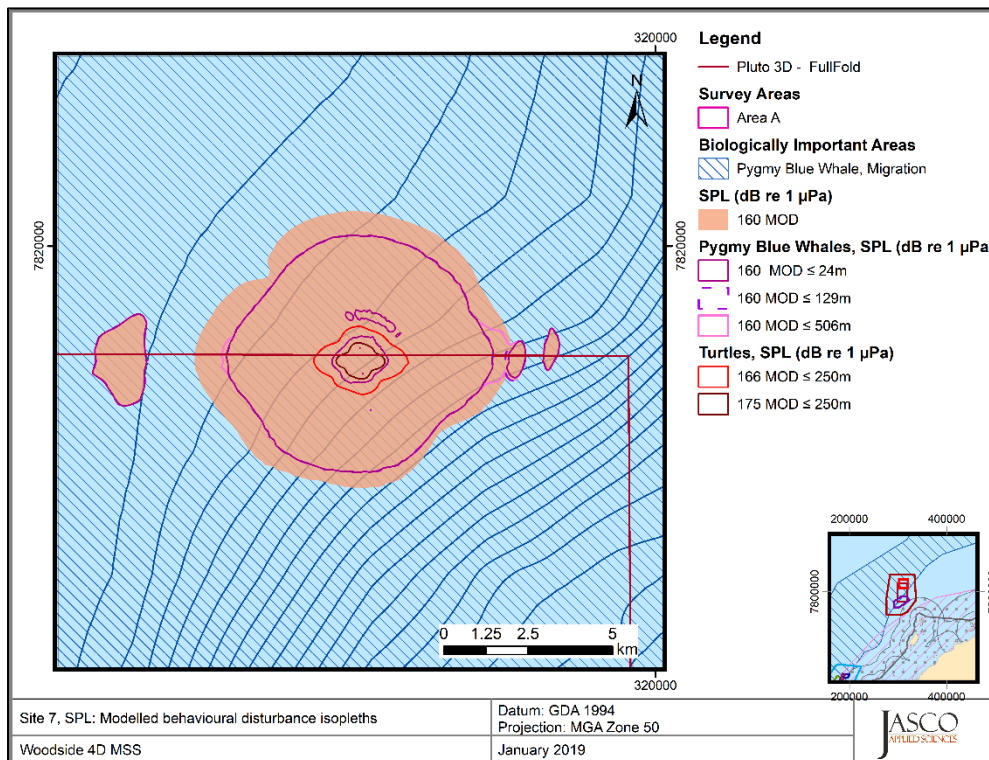 320000
7820000
7820000
N
0 1.25 2.5 5
km
320000
Legend
Pluto 3D - FullFold
Survey Areas
Area A
Biologically Important Areas
Pygmy Blue Whale, Migration
SPL (dB re 1 µPa)
160 MOD
Pygmy Blue Whales, SPL (dB re 1 µPa)
160 MOD ≤ 24m
160 MOD ≤ 129m
160 MOD ≤ 506m
Turtles, SPL (dB re 1 µPa)
166 MOD ≤ 250m
175 MOD ≤ 250m
200000 400000
7800000
200000 400000
Site 7, SPL: Modelled behavioural disturbance isopleths
Datum: GDA 1994
Projection: MGA Zone 50
Woodside 4D MSS
January 2019
JASCO
APPLIED SCIENCES